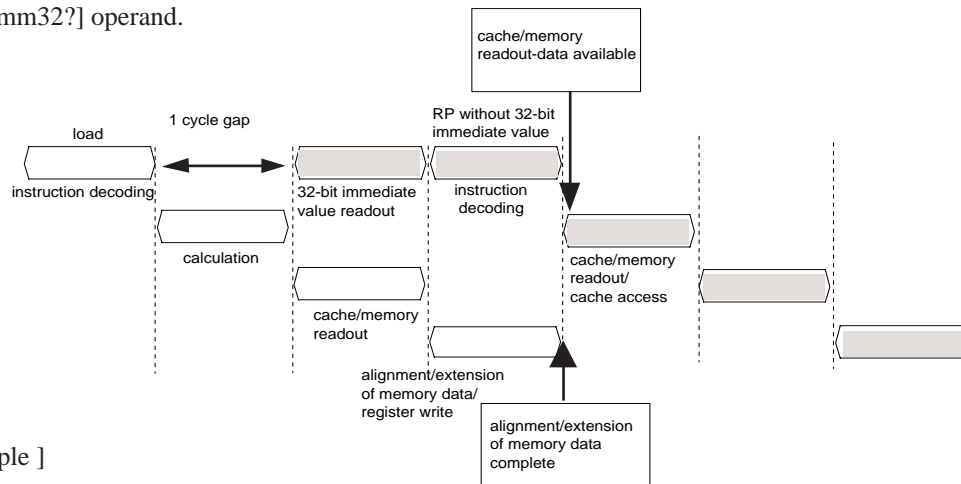 mm32?] operand.
cache/memory
readout-data available
RP without 32-bit
immediate value
1 cycle gap
load
instruction decoding
32-bit immediate
value readout
instruction
decoding
calculation
cache/memory
readout/
cache access
cache/memory
readout
alignment/extension
of memory data/
register write
alignment/extension
of memory data
complete
ple ]